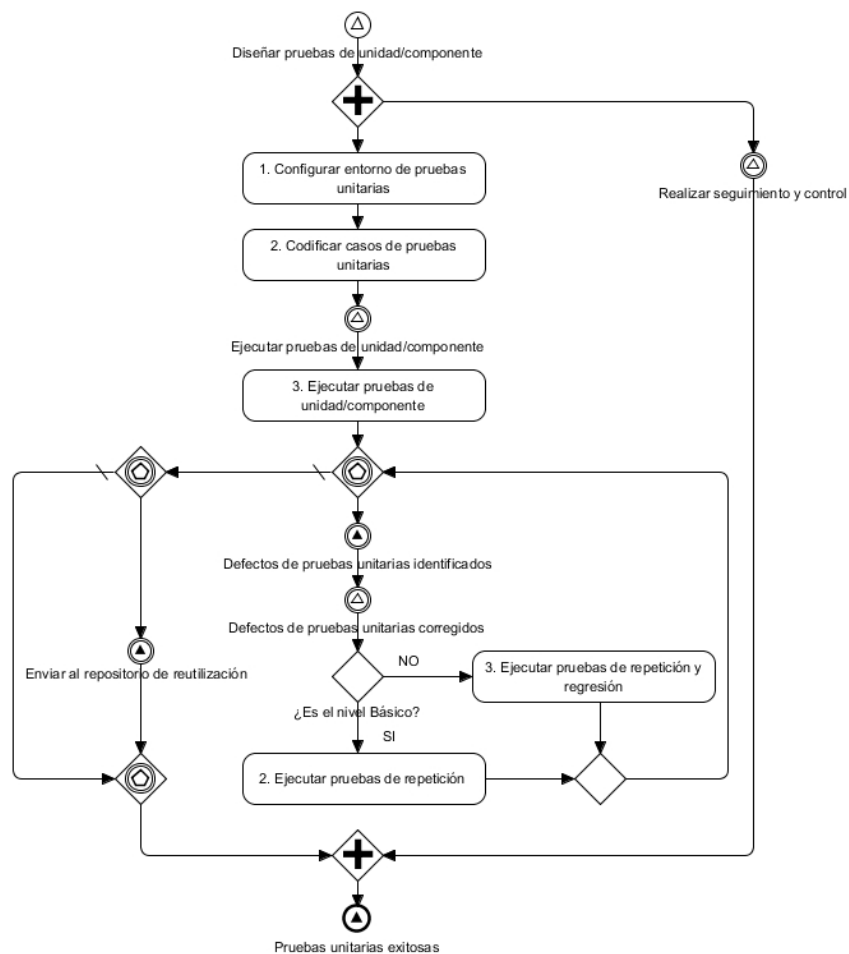 Diseñar pruebas de unidad/componente
1. Configurar entorno de pruebas
unitarias
Realizar seguimiento y control
2. Codificar casos de pruebas
unitarias
Ejecutar pruebas de unidad/componente
3. Ejecutar pruebas de
unidad/componente
Defectos de pruebas unitarias identificados
Defectos de pruebas unitarias corregidos
NO
3. Ejecutar pruebas de repetición y
regresión
Enviar al repositorio de reutilización
¿Es el nivel Básico?
SI
2. Ejecutar pruebas de repetición
Pruebas unitarias exitosas